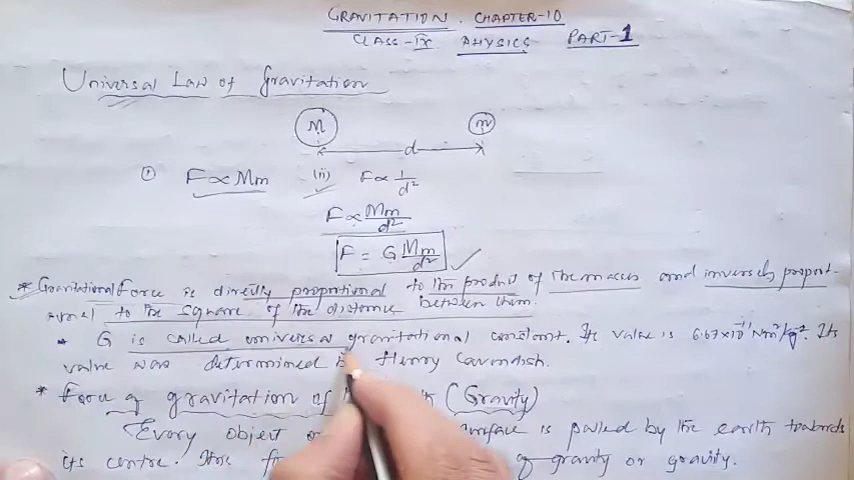 GRAVITATION. CHAPTER-10
CLASS-IX PHYSICS PART-1
Universal Law of Gravitation
M m
d
① F ∝ Mm (ii) F ∝ 1/d²
F ∝ Mm/d²
F = G Mm/d²
* Gravitational Force is directly proportional to the product of the masses and inversely proport-
ional to the square of the distance between them.
* G is called universal gravitational constant. Its value is 6.67×10⁻¹¹ Nm²/kg². Its
value was determined Henry Cavendish.
* Force of gravitation of (Gravity)
Every object surface is pulled by the earth towards
its centre. This of gravity or gravity.